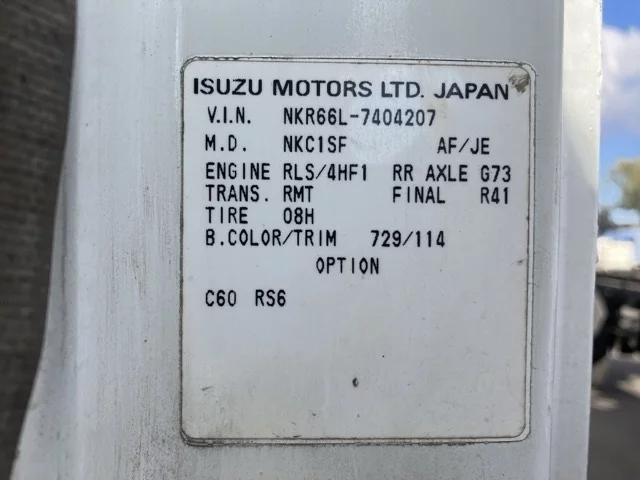 ISUZU MOTORS LTD. JAPAN
V.I.N. NKR66L-7404207
M.D. NKC1SF AF/JE
ENGINE RLS/4HF1 RR AXLE G73
TRANS. RMT FINAL R41
TIRE 08H
B.COLOR/TRIM 729/114
OPTION
C60 RS6